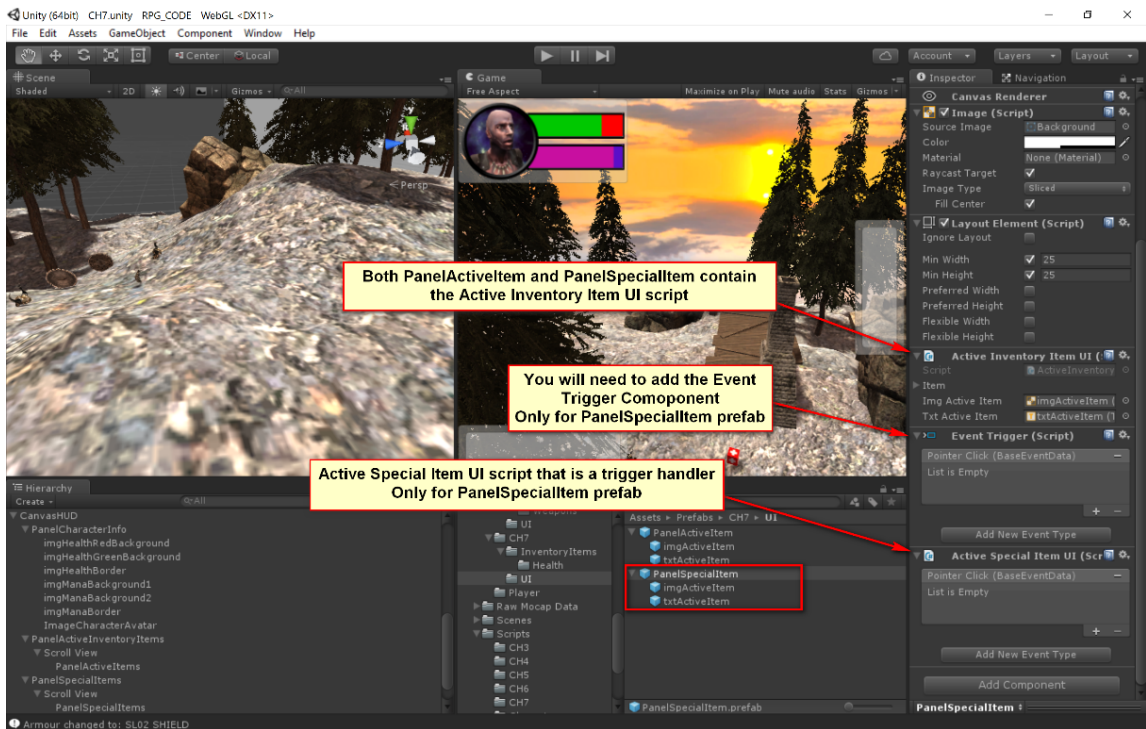 Unity (64bit) CH7.unity RPG_CODE WebGL <DX11>
File Edit Assets GameObject Component Window Help
Center Local
Account Layers Layout
Scene
Shaded 2D Gizmos All
Persp
Game
Free Aspect Maximize on Play Mute audio Stats Gizmos
Both PanelActiveItem and PanelSpecialItem contain
the Active Inventory Item UI script
You will need to add the Event
Trigger Comoponent
Only for PanelSpecialItem prefab
Active Special Item UI script that is a trigger handler
Only for PanelSpecialItem prefab
Inspector Navigation
Canvas Renderer
Image (Script)
Source Image Background
Color
Material None (Material)
Raycast Target
Image Type Sliced
Fill Center
Layout Element (Script)
Ignore Layout
Min Width 25
Min Height 25
Preferred Width
Preferred Height
Flexible Width
Flexible Height
Active Inventory Item UI (
Script ActiveInventory
Item
Img Active Item imgActiveItem (
Txt Active Item txtActiveItem (T
Event Trigger (Script)
Pointer Click (BaseEventData)
List is Empty
Add New Event Type
Active Special Item UI (Scr
Pointer Click (BaseEventData)
List is Empty
Add New Event Type
Add Component
PanelSpecialItem
Hierarchy
Create All
CanvasHUD
PanelCharacterInfo
imgHealthRedBackground
imgHealthGreenBackground
imgHealthBorder
imgManaBackground1
imgManaBackground2
imgManaBorder
ImageCharacterAvatar
PanelActiveInventoryItems
Scroll View
PanelActiveItems
PanelSpecialItems
Scroll View
PanelSpecialItems
UI
CH7
InventoryItems
Health
UI
Player
Raw Mocap Data
Scenes
Scripts
CH3
CH4
CH5
CH6
CH7
Assets Prefabs CH7 UI
PanelActiveItem
imgActiveItem
txtActiveItem
PanelSpecialItem
imgActiveItem
txtActiveItem
PanelSpecialItem.prefab
Armour changed to: SL02 SHIELD